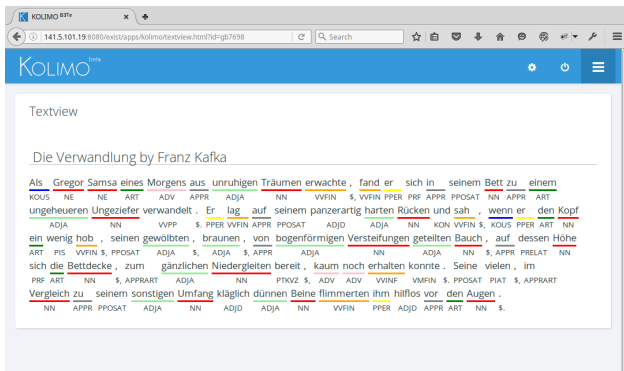 KOLIMO BETA
141.5.101.19:8080/exist/apps/kolimo/textview.html?id=gb7698
Search
KOLIMO beta
Textview
Die Verwandlung by Franz Kafka
Als Gregor Samsa eines Morgens aus unruhigen Träumen erwachte , fand er sich in seinem Bett zu einem
KOUS NE NE ART ADV APPR ADJA NN VVFIN $, VVFIN PPER PRF APPR PPOSAT NN APPR ART
ungeheueren Ungeziefer verwandelt . Er lag auf seinem panzerartig harten Rücken und sah , wenn er den Kopf
ADJA NN VVPP $. PPER VVFIN APPR PPOSAT ADJD ADJA NN KON VVFIN $, KOUS PPER ART NN
ein wenig hob , seinen gewölbten , braunen , von bogenförmigen Versteifungen geteilten Bauch , auf dessen Höhe
ART PIS VVFIN $, PPOSAT ADJA $, ADJA $, APPR ADJA NN ADJA NN $, APPR PRELAT NN
sich die Bettdecke , zum gänzlichen Niedergleiten bereit , kaum noch erhalten konnte . Seine vielen , im
PRF ART NN $, APPRART ADJA NN PTKVZ $, ADV ADV VVINF VMFIN $. PPOSAT PIAT $, APPRART
Vergleich zu seinem sonstigen Umfang kläglich dünnen Beine flimmerten ihm hilflos vor den Augen .
NN APPR PPOSAT ADJA NN ADJD ADJA NN VVFIN PPER ADJD APPR ART NN $.